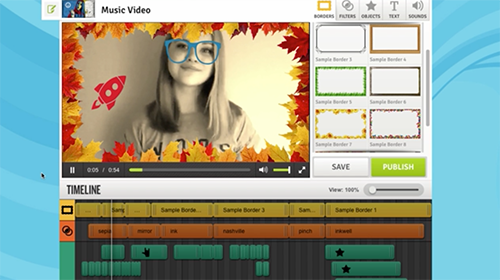 Music Video
BORDERS FILTERS OBJECTS TEXT SOUNDS
Sample Border 3 Sample Border 4
Sample Border 5 Sample Border 6
0:05 / 0:54
SAVE PUBLISH
TIMELINE View: 100%
... Samp ... Sample Borde... Sample Border 3 ... Sample Border 1
sepia mirror ink nashville pinch inkwell